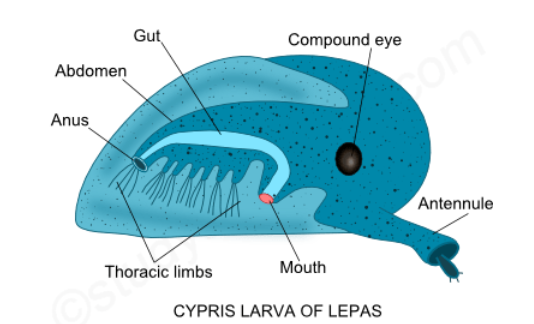 Gut
Compound eye
Abdomen
Anus
Antennule
Thoracic limbs
Mouth
CYPRIS LARVA OF LEPAS